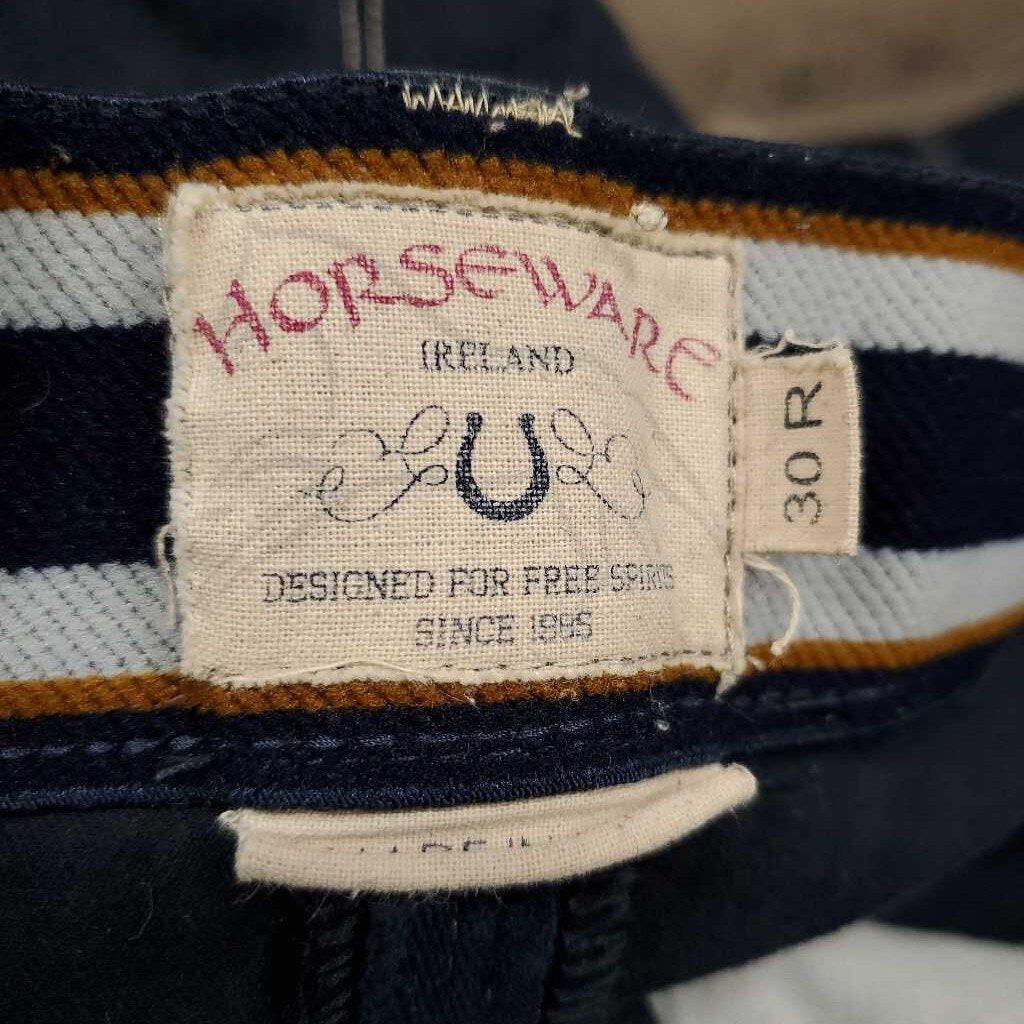 HORSEWARE
IRELAND
DESIGNED FOR FREE SPIRITS
SINCE 1985
30 R